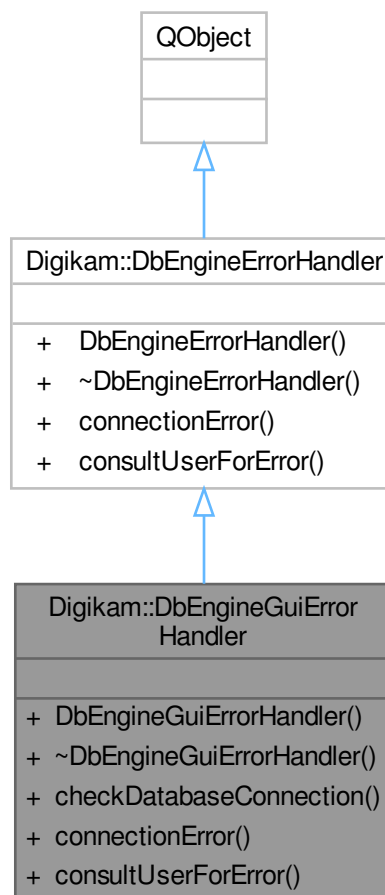 QObject
Digikam::DbEngineErrorHandler
+ DbEngineErrorHandler()
+ ~DbEngineErrorHandler()
+ connectionError()
+ consultUserForError()
Digikam::DbEngineGuiError
Handler
+ DbEngineGuiErrorHandler()
+ ~DbEngineGuiErrorHandler()
+ checkDatabaseConnection()
+ connectionError()
+ consultUserForError()